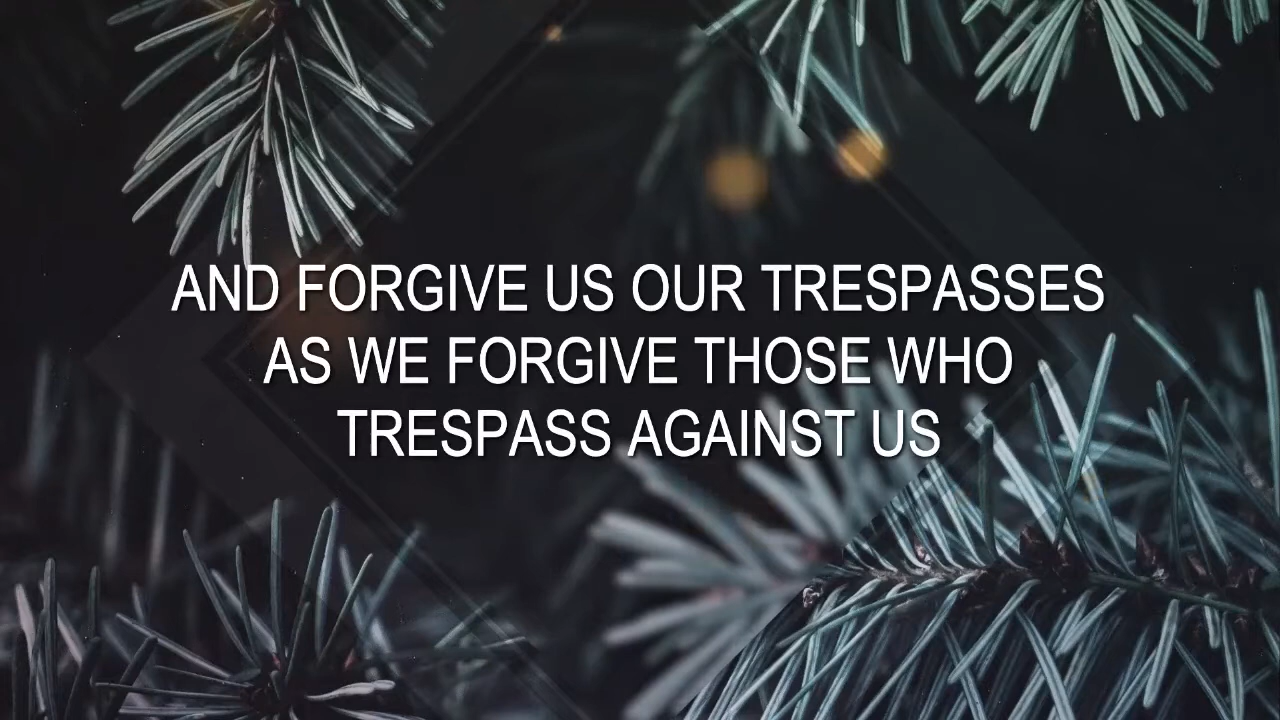 AND FORGIVE US OUR TRESPASSES
AS WE FORGIVE THOSE WHO
TRESPASS AGAINST US